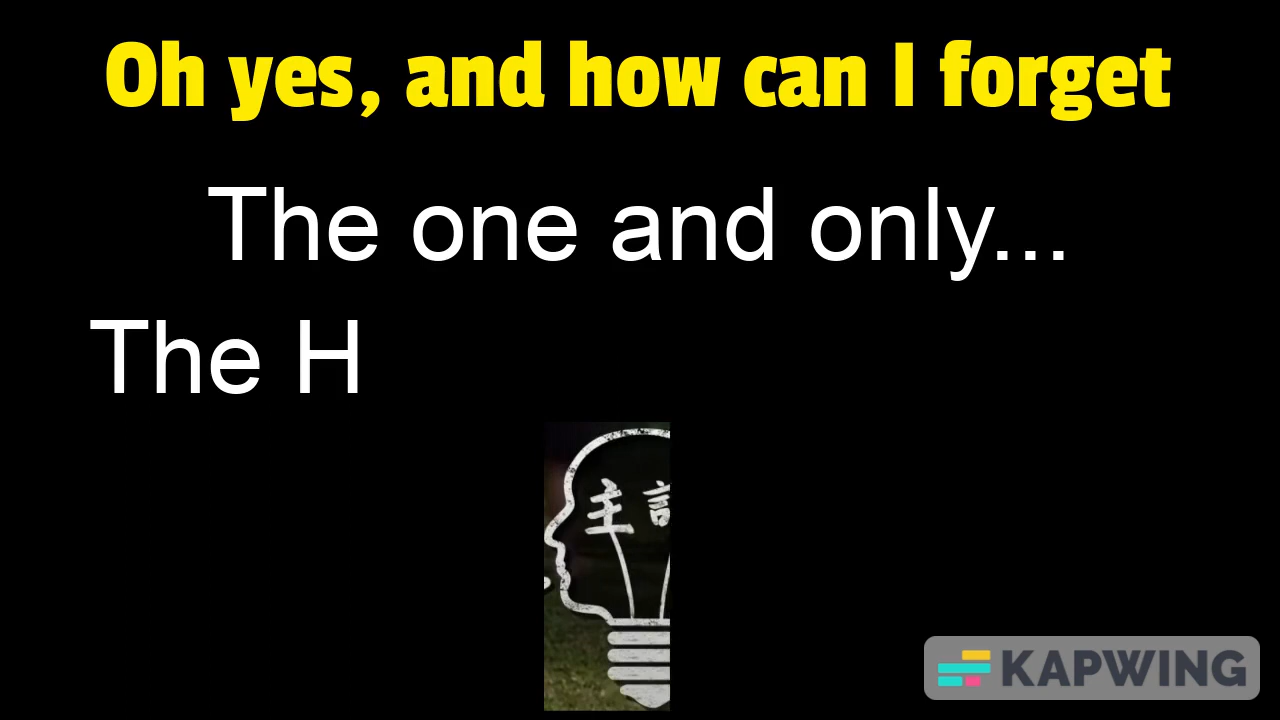 Oh yes, and how can I forget
The one and only...
The H
主
KAPWING